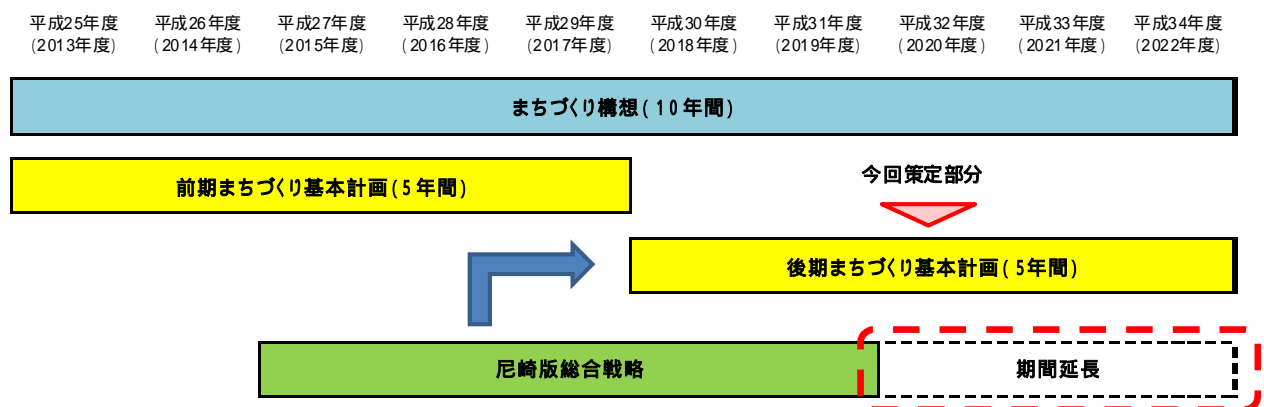 平成25年度 平成26年度 平成27年度 平成28年度 平成29年度 平成30年度 平成31年度 平成32年度 平成33年度 平成34年度
(2013年度) (2014年度) (2015年度) (2016年度) (2017年度) (2018年度) (2019年度) (2020年度) (2021年度) (2022年度)
まちづくり構想(10年間)
前期まちづくり基本計画(5年間)
今回策定部分
後期まちづくり基本計画(5年間)
尼崎版総合戦略
期間延長